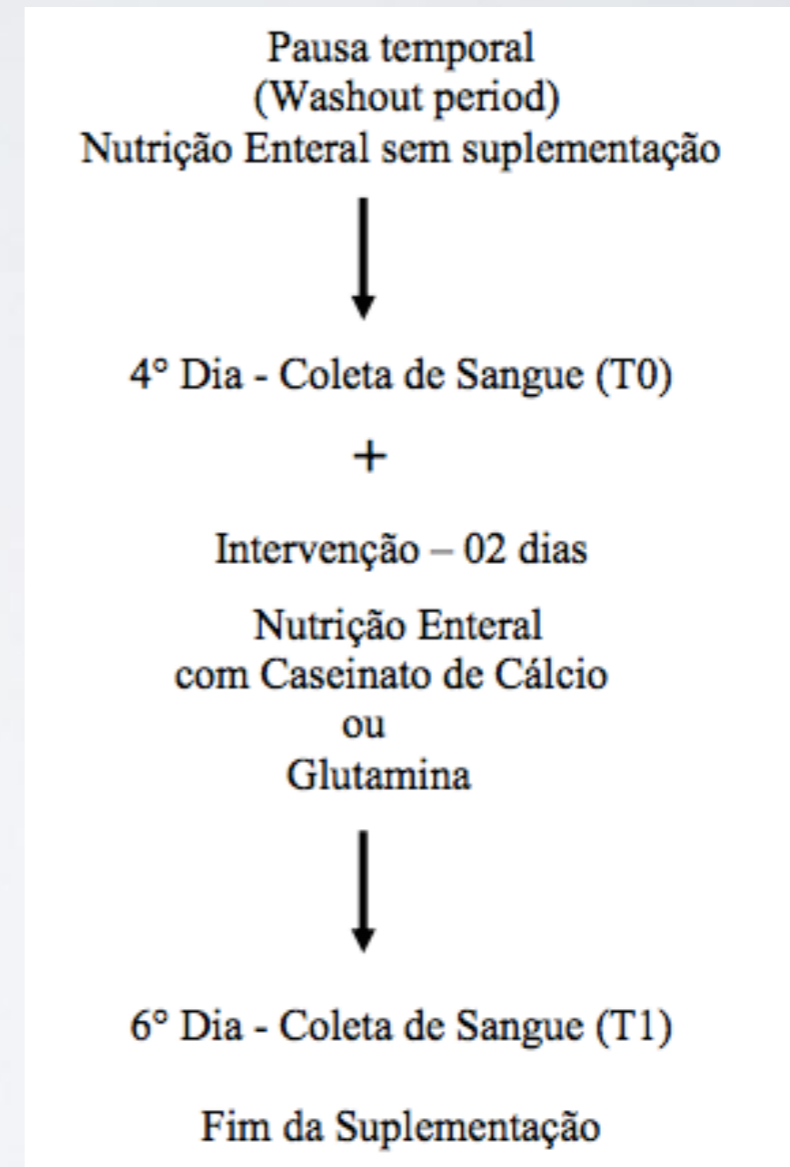 Pausa temporal
(Washout period)
Nutrição Enteral sem suplementação
4° Dia - Coleta de Sangue (T0)
+
Intervenção – 02 dias
Nutrição Enteral
com Caseinato de Cálcio
ou
Glutamina
6° Dia - Coleta de Sangue (T1)
Fim da Suplementação